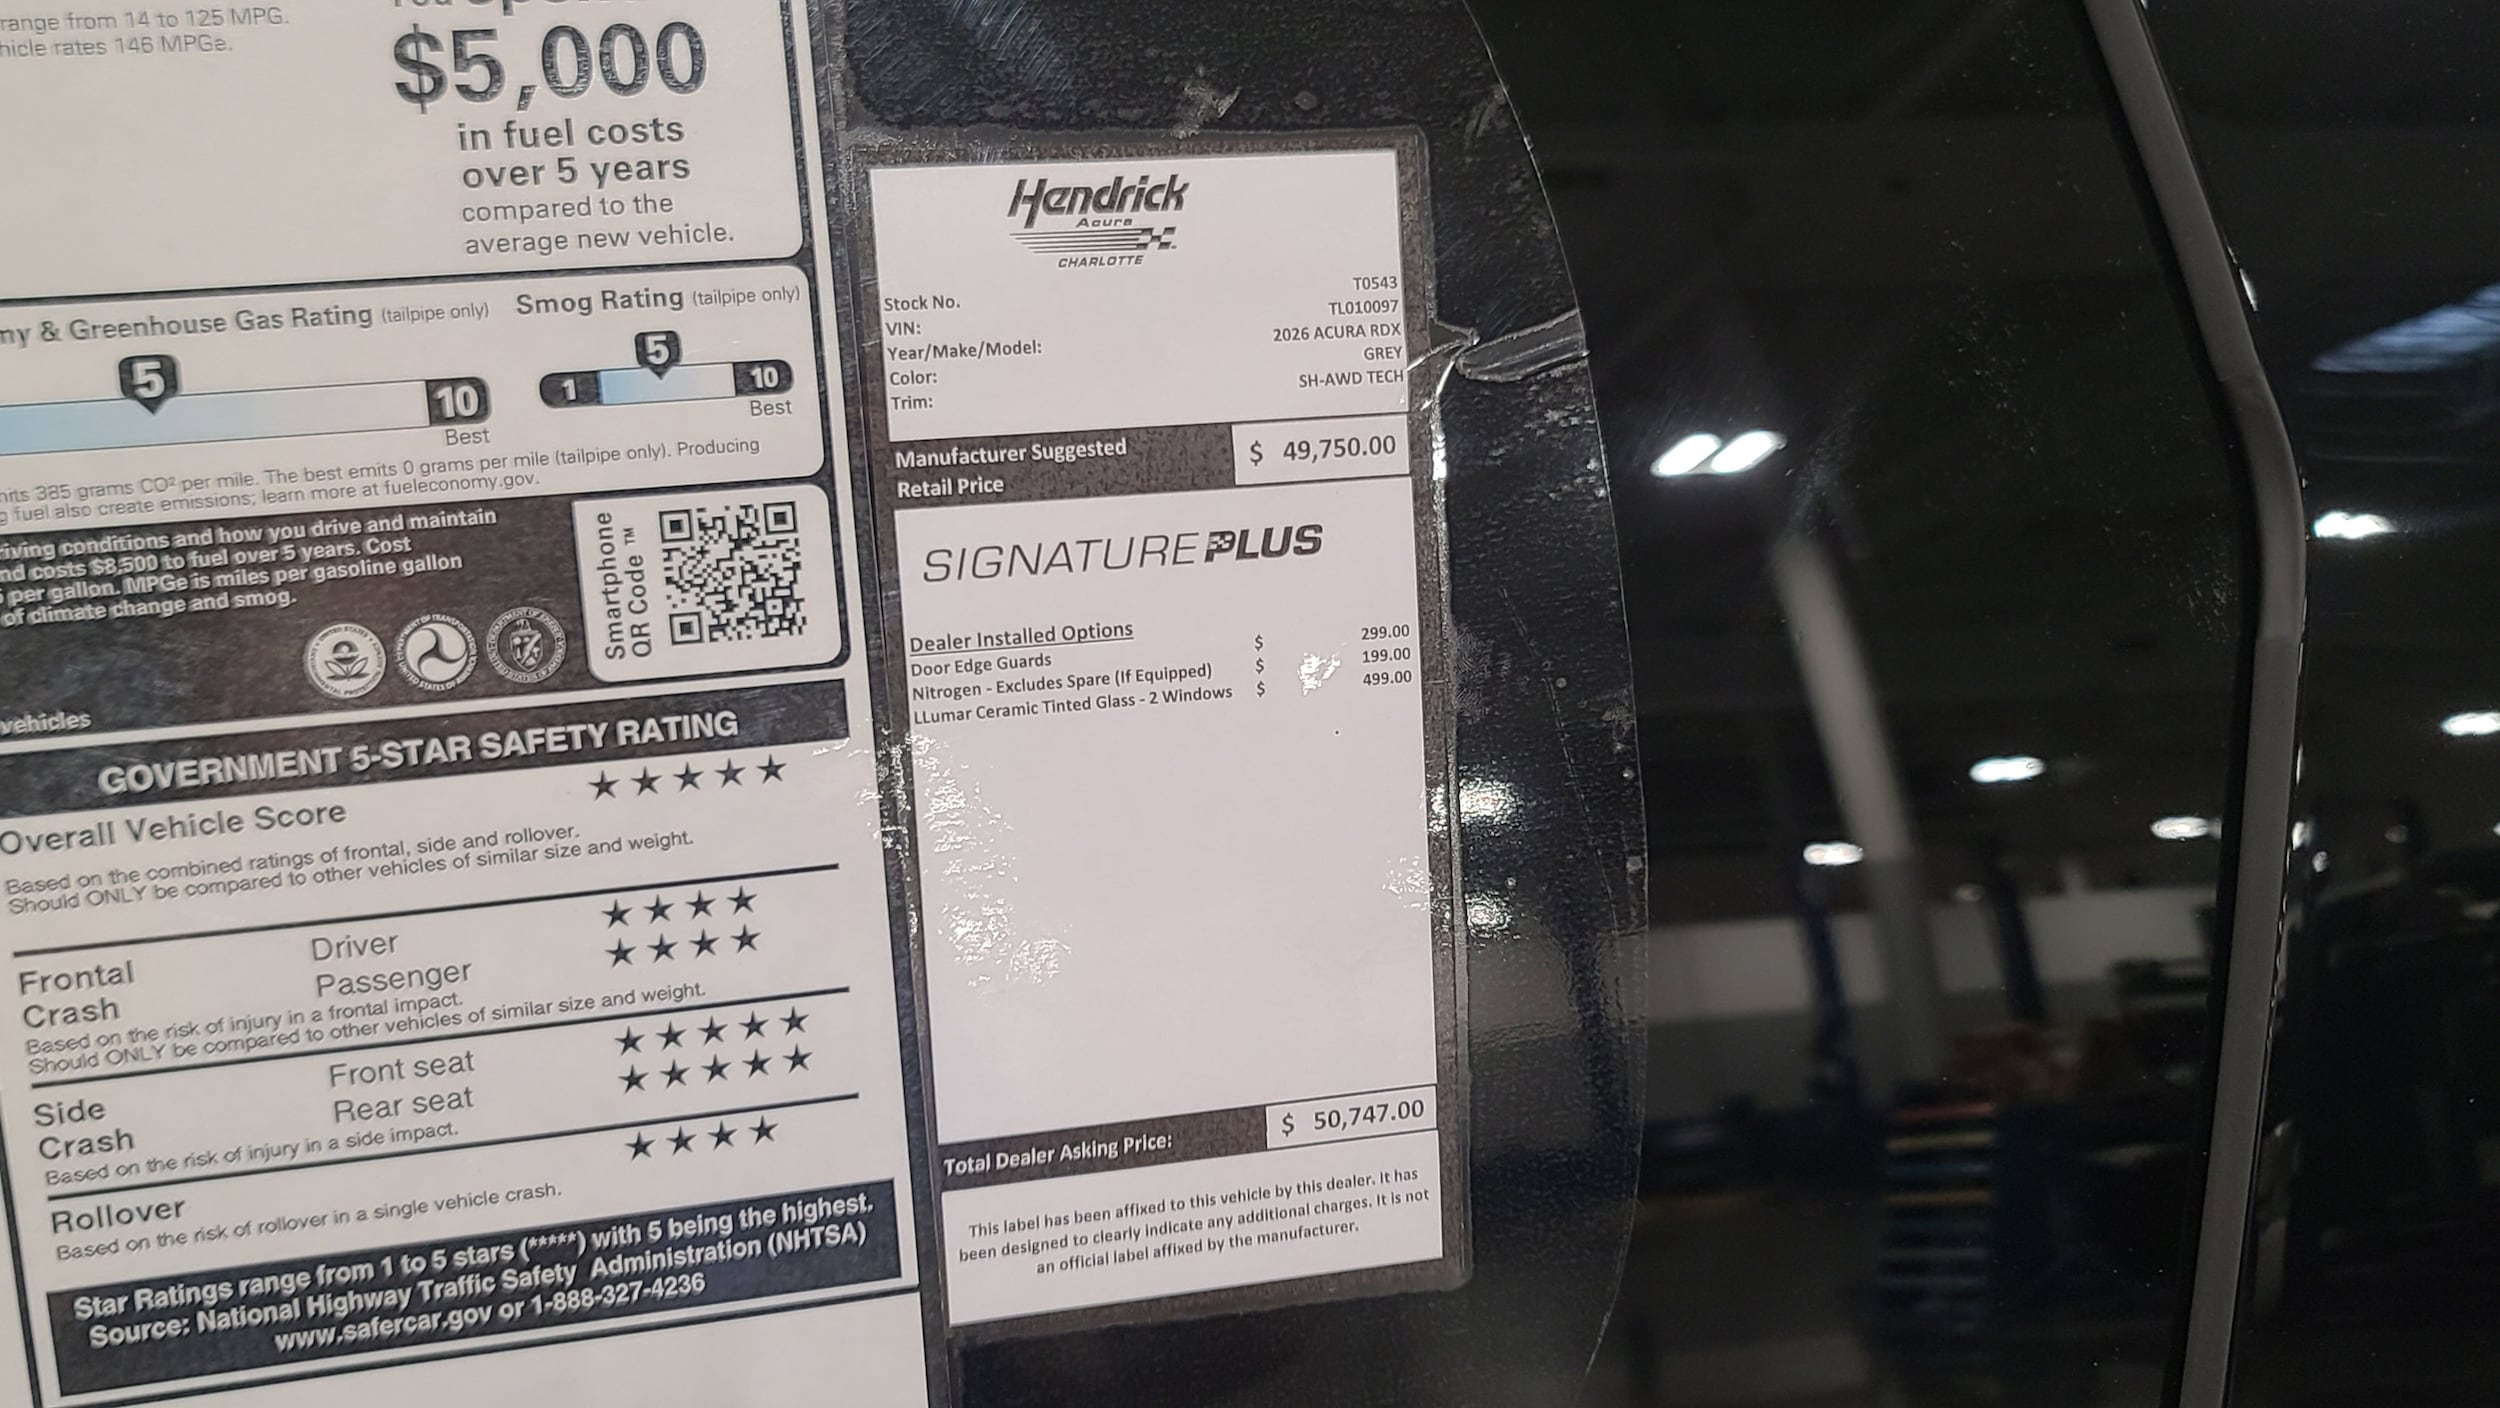 range from 14 to 125 MPG.
hicle rates 146 MPGe.
$5,000
in fuel costs
over 5 years
compared to the
average new vehicle.
& Greenhouse Gas Rating (tailpipe only)
5
10
Best
Smog Rating (tailpipe only)
5
1
10
Best
385 grams CO² per mile. The best emits 0 grams per mile (tailpipe only). Producing
fuel also create emissions; learn more at fueleconomy.gov.
conditions and how you drive and maintain
costs $8,500 to fuel over 5 years. Cost
per gallon. MPGe is miles per gasoline gallon
of climate change and smog.
Smartphone
QR Code ™
vehicles
GOVERNMENT 5-STAR SAFETY RATING
Overall Vehicle Score ★★★★★
Based on the combined ratings of frontal, side and rollover.
Should ONLY be compared to other vehicles of similar size and weight.
Frontal Driver ★★★★
Crash Passenger ★★★★
Based on the risk of injury in a frontal impact.
Should ONLY be compared to other vehicles of similar size and weight.
Side Front seat ★★★★★
Crash Rear seat ★★★★★
Based on the risk of injury in a side impact.
Rollover ★★★★
Based on the risk of rollover in a single vehicle crash.
Star Ratings range from 1 to 5 stars (*****) with 5 being the highest.
Source: National Highway Traffic Safety Administration (NHTSA)
www.safercar.gov or 1-888-327-4236
Hendrick
Acura
CHARLOTTE
Stock No. T0543
VIN: TL010097
Year/Make/Model: 2026 ACURA RDX
Color: GREY
Trim: SH-AWD TECH
Manufacturer Suggested
Retail Price
$ 49,750.00
SIGNATURE PLUS
Dealer Installed Options
Door Edge Guards $ 299.00
Nitrogen - Excludes Spare (If Equipped) $ 199.00
LLumar Ceramic Tinted Glass - 2 Windows $ 499.00
Total Dealer Asking Price: $ 50,747.00
This label has been affixed to this vehicle by this dealer. It has
been designed to clearly indicate any additional charges. It is not
an official label affixed by the manufacturer.